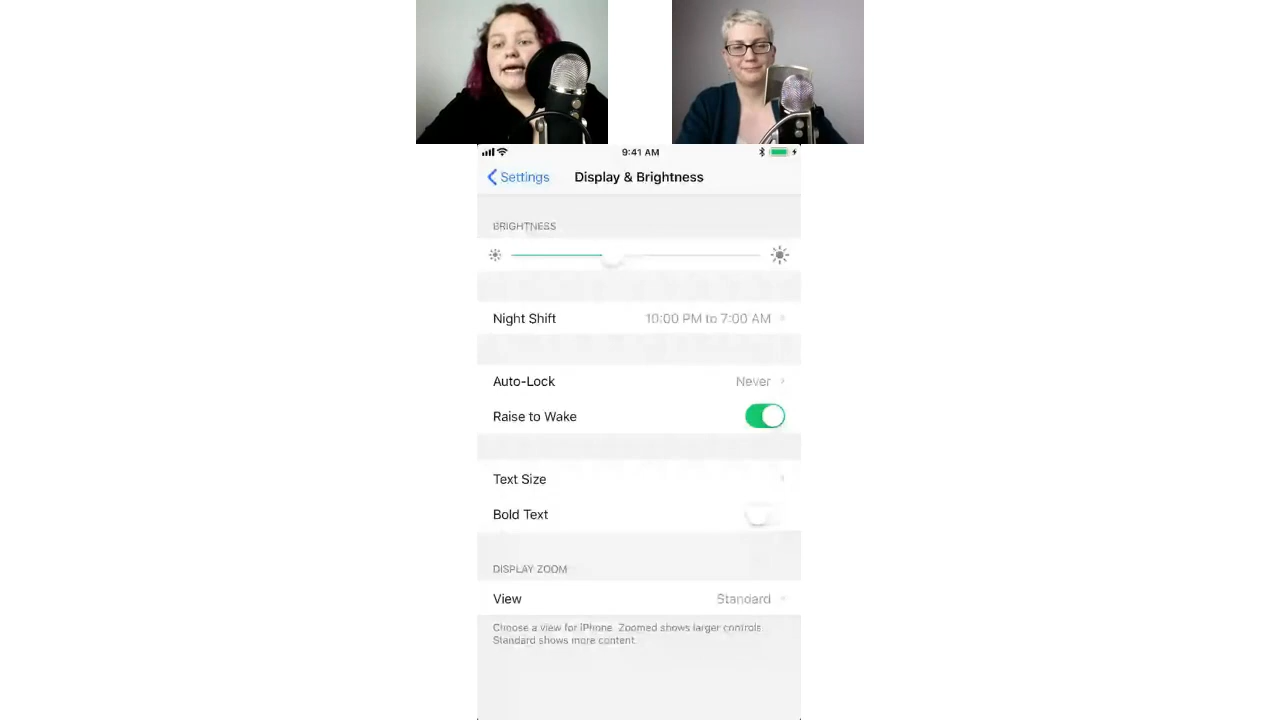 9:41 AM
Settings
Display & Brightness
BRIGHTNESS
Night Shift 10:00 PM to 7:00 AM
Auto-Lock Never
Raise to Wake
Text Size
Bold Text
DISPLAY ZOOM
View Standard
Choose a view for iPhone. Zoomed shows larger controls.
Standard shows more content.